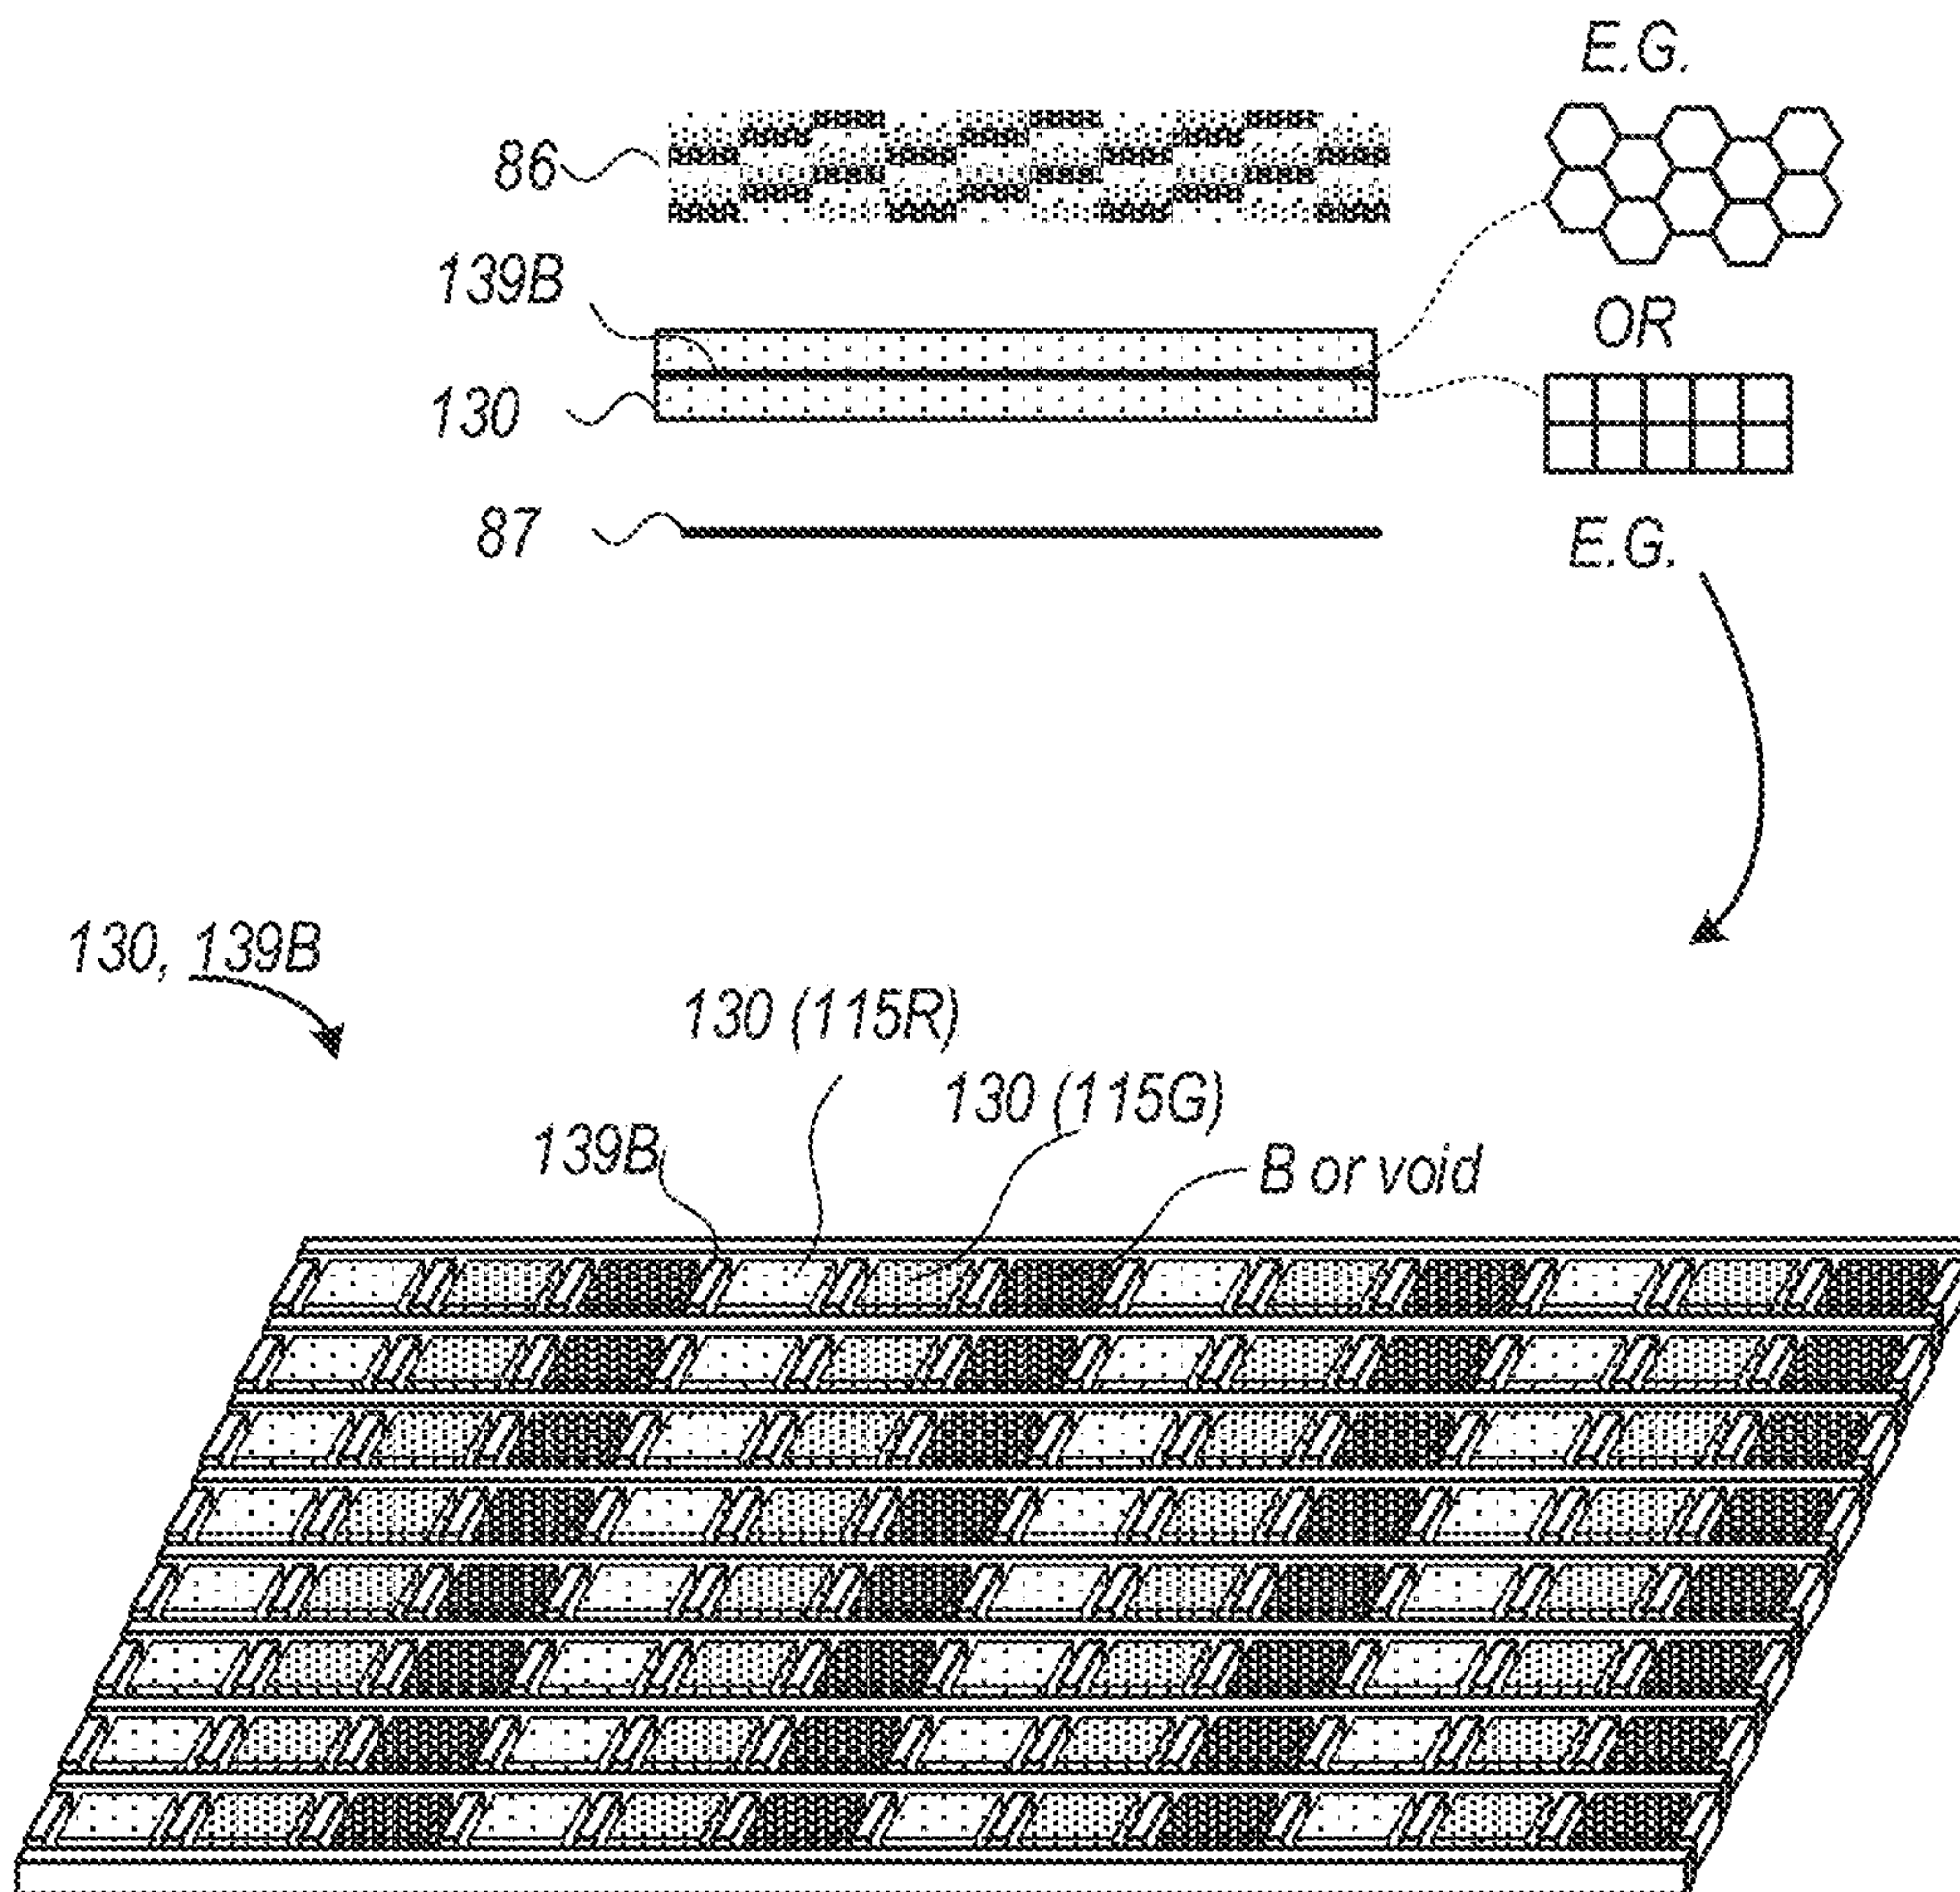 E.G.
86
139B
OR
130
87
E.G.
130, 139B
130 (115R)
130 (115G)
139B
B or void